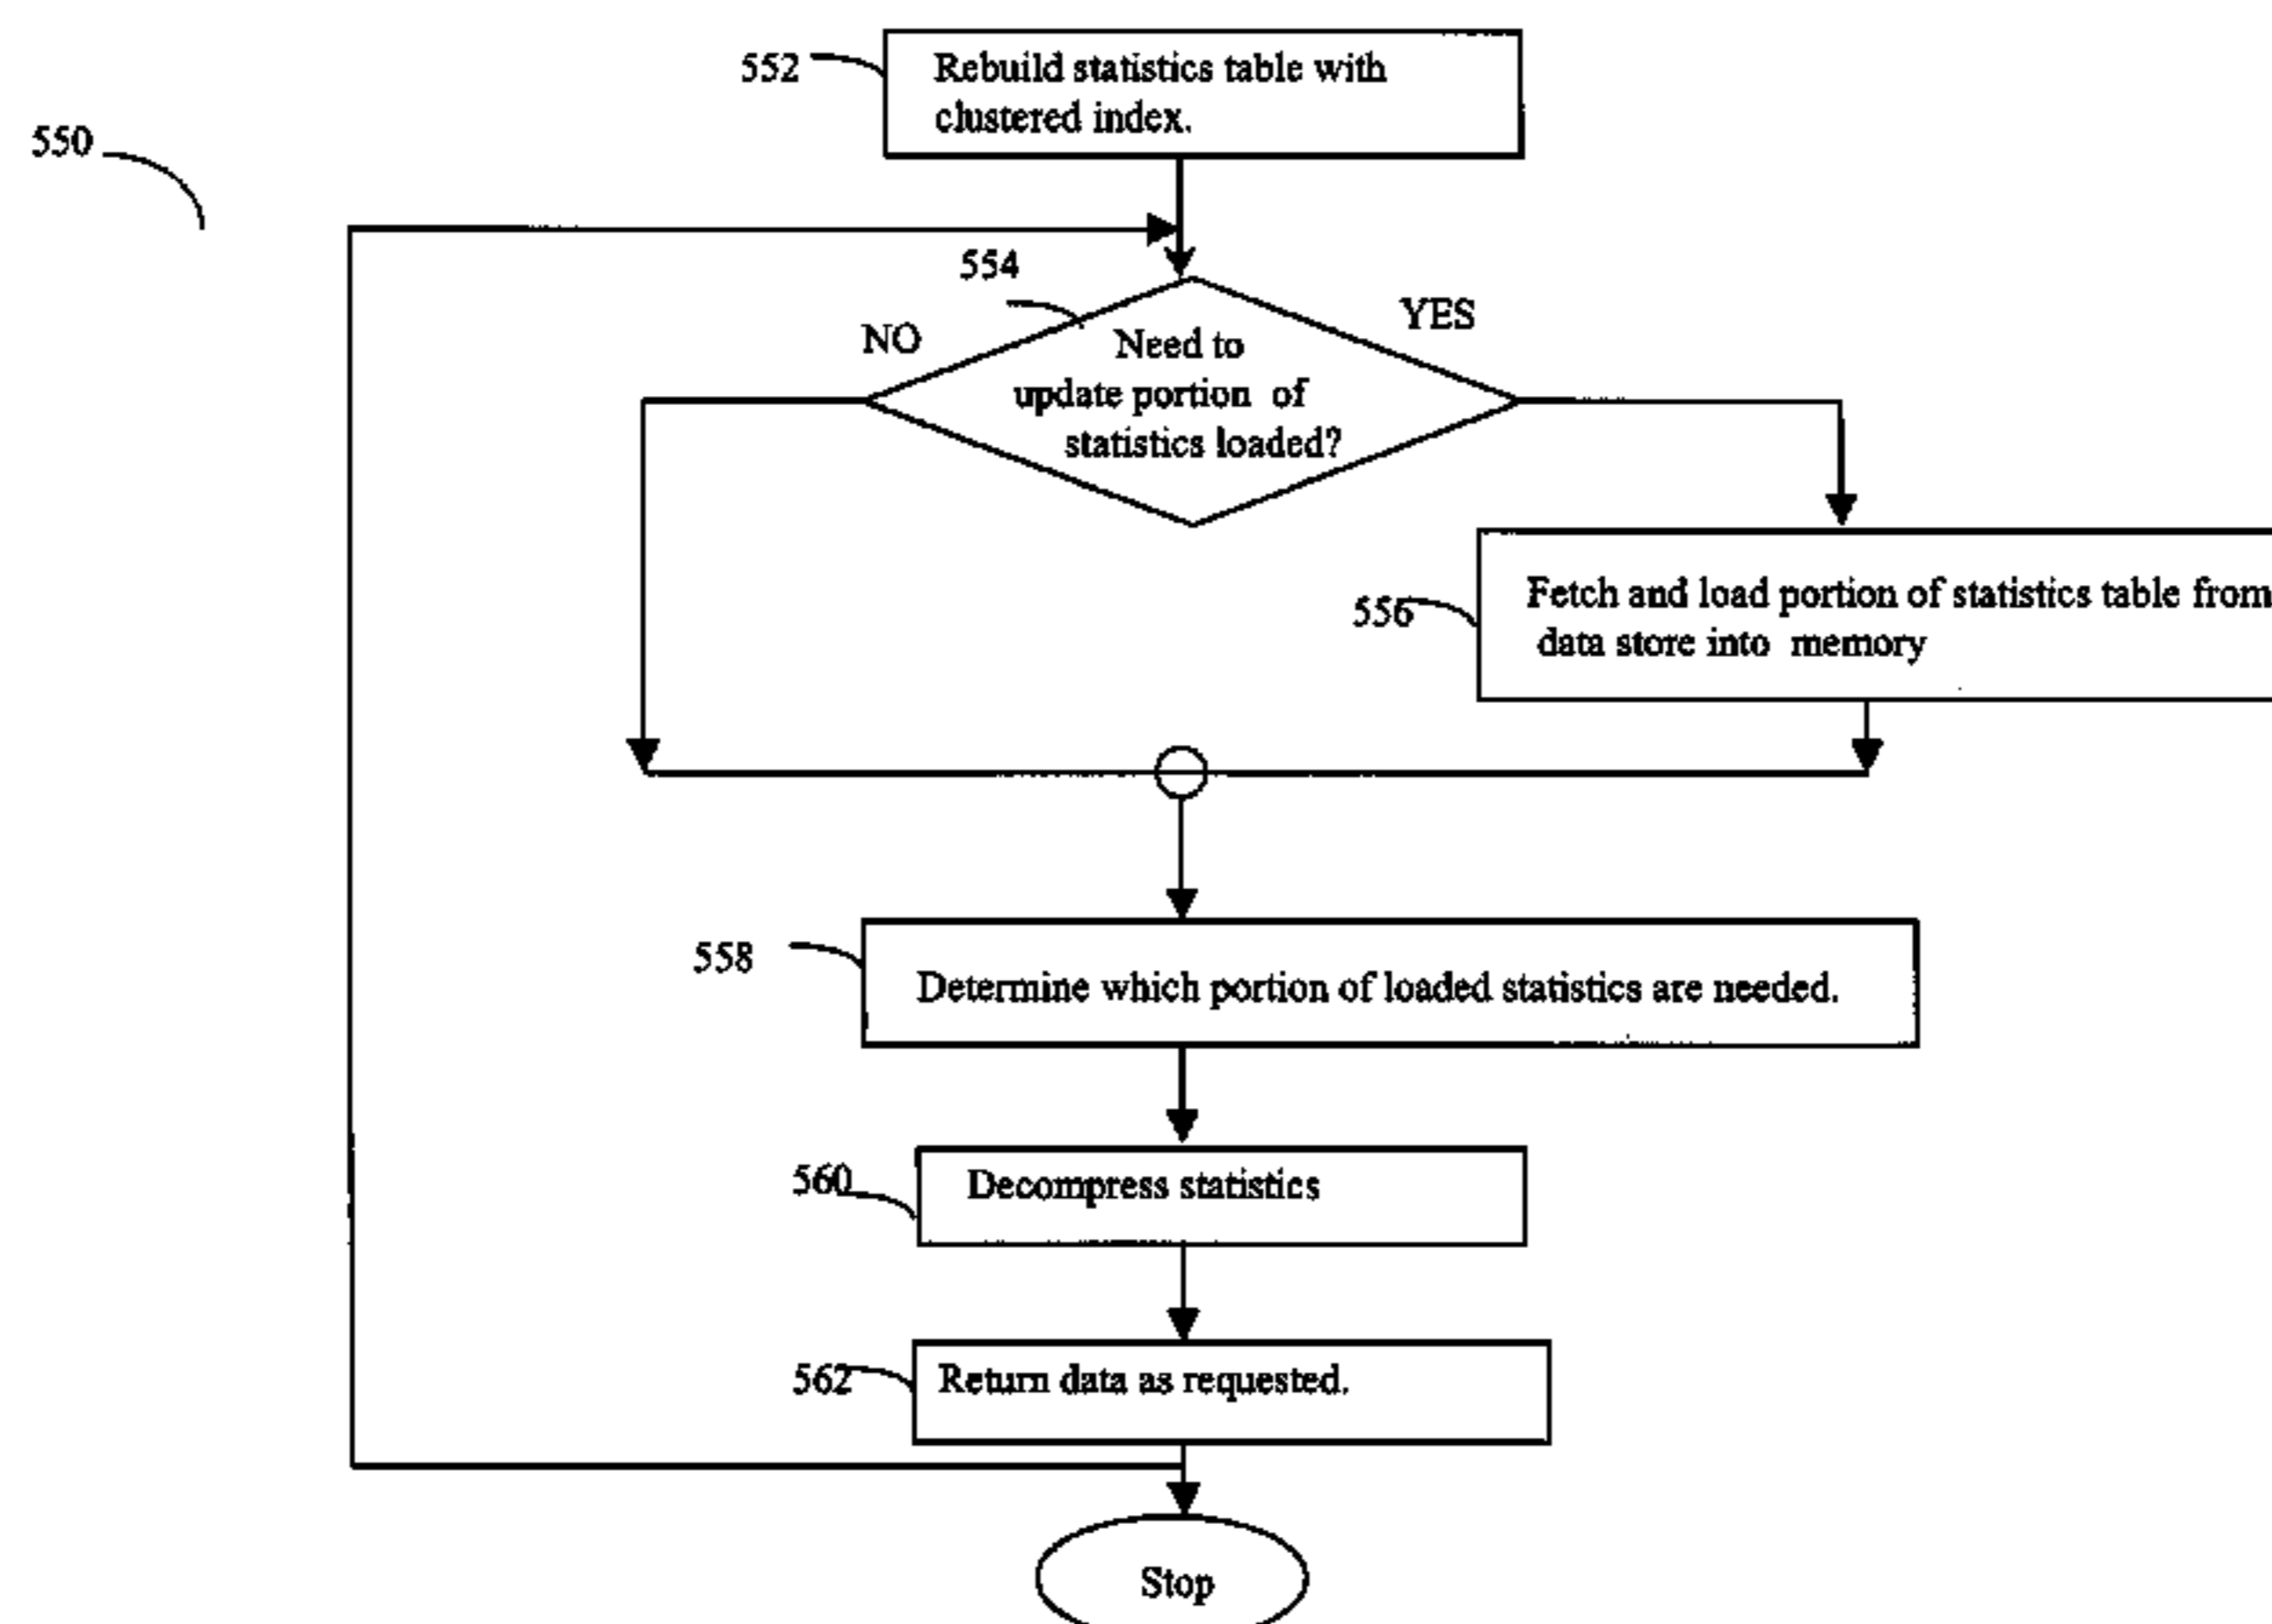 552
Rebuild statistics table with
clustered index.
550
554
NO
YES
Need to
update portion of
statistics loaded?
556
Fetch and load portion of statistics table from
data store into memory
558
Determine which portion of loaded statistics are needed.
560
Decompress statistics
562
Return data as requested.
Stop